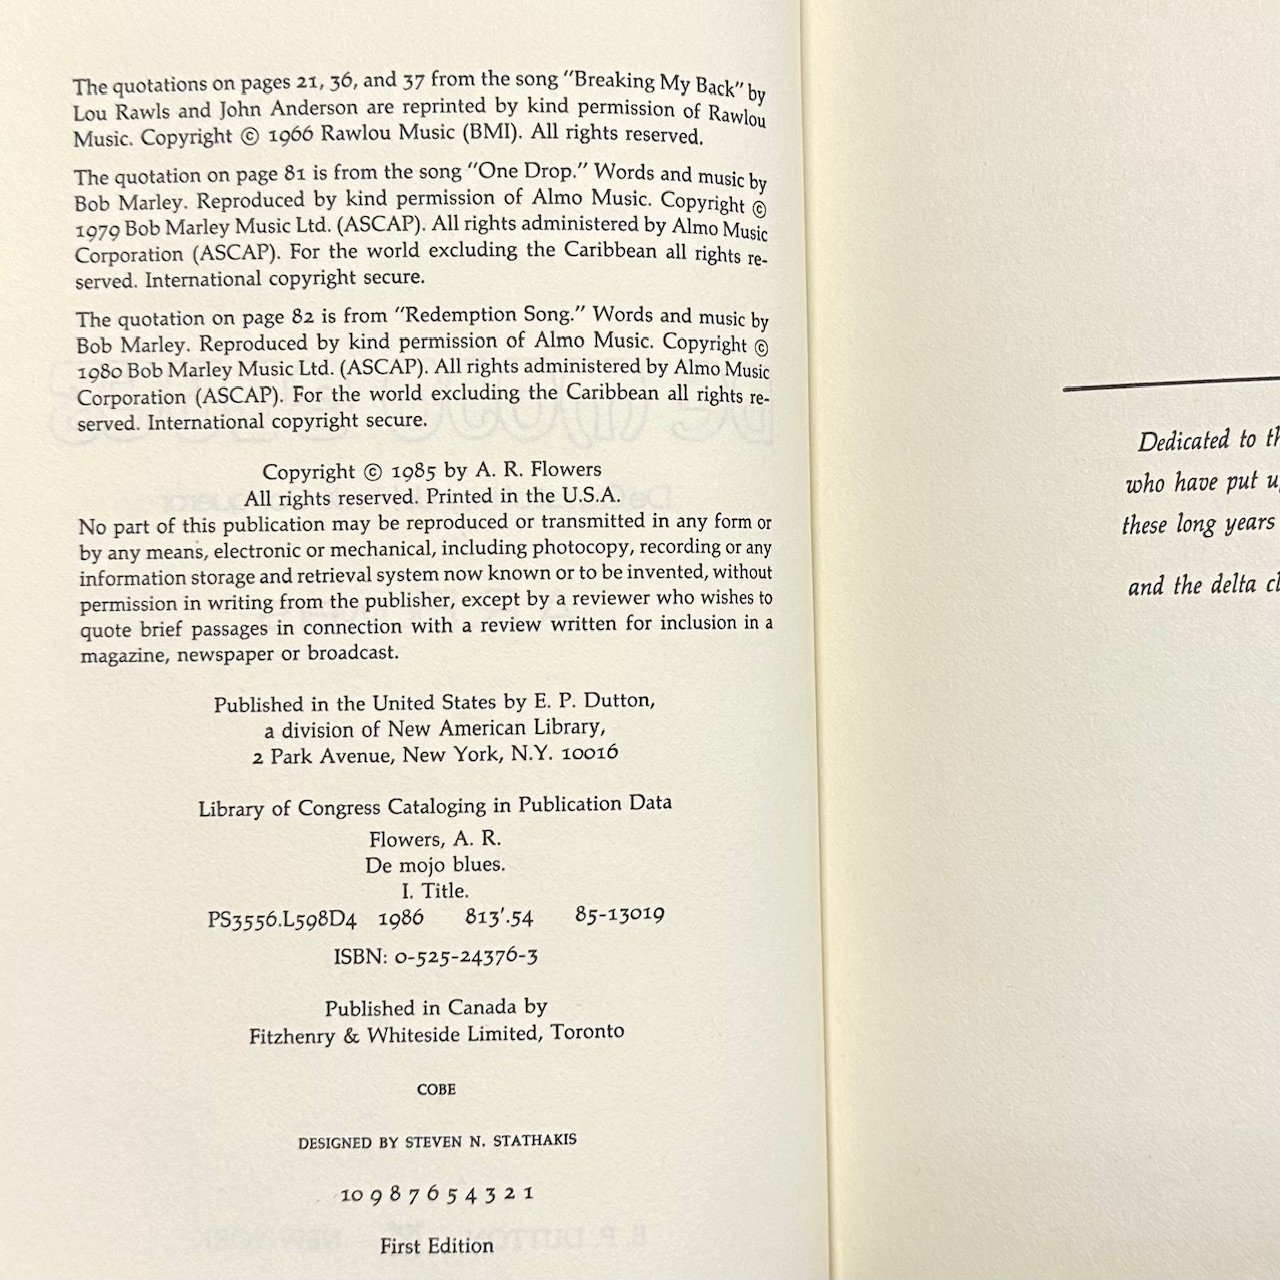 The quotations on pages 21, 36, and 37 from the song "Breaking My Back" by
Lou Rawls and John Anderson are reprinted by kind permission of Rawlou
Music. Copyright © 1966 Rawlou Music (BMI). All rights reserved.
The quotation on page 81 is from the song "One Drop." Words and music by
Bob Marley. Reproduced by kind permission of Almo Music. Copyright ©
1979 Bob Marley Music Ltd. (ASCAP). All rights administered by Almo Music
Corporation (ASCAP). For the world excluding the Caribbean all rights re-
served. International copyright secure.
The quotation on page 82 is from "Redemption Song." Words and music by
Bob Marley. Reproduced by kind permission of Almo Music. Copyright ©
1980 Bob Marley Music Ltd. (ASCAP). All rights administered by Almo Music
Corporation (ASCAP). For the world excluding the Caribbean all rights re-
served. International copyright secure.
Copyright © 1985 by A. R. Flowers
All rights reserved. Printed in the U.S.A.
No part of this publication may be reproduced or transmitted in any form or
by any means, electronic or mechanical, including photocopy, recording or any
information storage and retrieval system now known or to be invented, without
permission in writing from the publisher, except by a reviewer who wishes to
quote brief passages in connection with a review written for inclusion in a
magazine, newspaper or broadcast.
Published in the United States by E. P. Dutton,
a division of New American Library,
2 Park Avenue, New York, N.Y. 10016
Library of Congress Cataloging in Publication Data
Flowers, A. R.
De mojo blues.
I. Title.
PS3556.L598D4 1986 813'.54 85-13019
ISBN: 0-525-24376-3
Published in Canada by
Fitzhenry & Whiteside Limited, Toronto
COBE
DESIGNED BY STEVEN N. STATHAKIS
10 9 8 7 6 5 4 3 2 1
First Edition
Dedicated to
who have put
these long years
and the delta